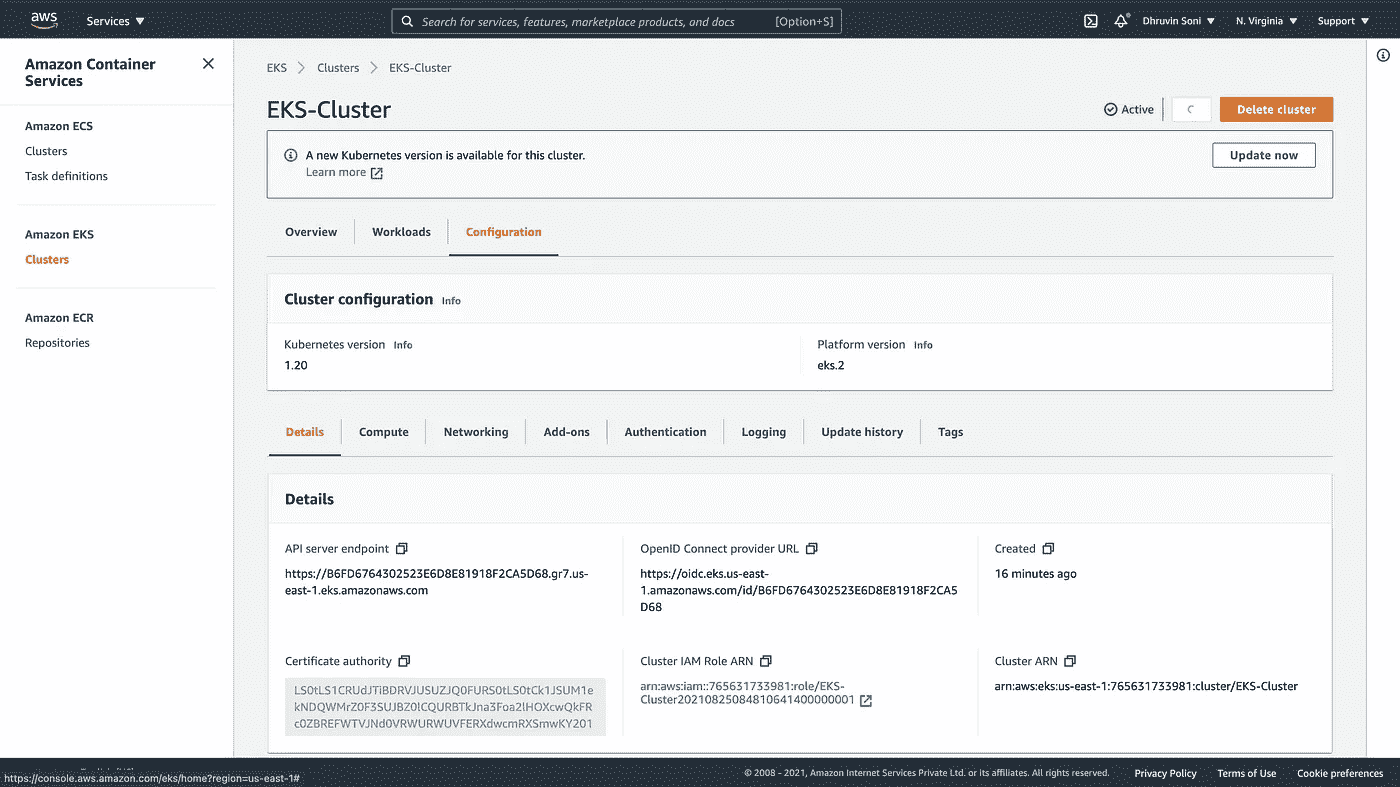 aws Services Search for services, features, marketplace products, and docs [Option+S] Dhruvin Soni N. Virginia Support
Amazon Container
Services
Amazon ECS
Clusters
Task definitions
Amazon EKS
Clusters
Amazon ECR
Repositories
EKS Clusters EKS-Cluster
EKS-Cluster
Active
Delete cluster
A new Kubernetes version is available for this cluster.
Learn more
Update now
Overview Workloads Configuration
Cluster configuration Info
Kubernetes version Info
1.20
Platform version Info
eks.2
Details Compute Networking Add-ons Authentication Logging Update history Tags
Details
API server endpoint
https://B6FD6764302523E6D8E81918F2CA5D68.gr7.us-
east-1.eks.amazonaws.com
OpenID Connect provider URL
https://oidc.eks.us-east-
1.amazonaws.com/id/B6FD6764302523E6D8E81918F2CA5
D68
Created
16 minutes ago
Certificate authority
LS0tLS1CRUdJTiBDRVJUSUZJQ0FURS0tLS0tCk1JSUM1e
kNDQWMrZ0F3SUJBZ0lCQURBTkJna3Foa2lHOXcwQkFR
c0ZBREFWTVJNd0VRWURWUVFERXdwcmRXSmwKY201
Cluster IAM Role ARN
arn:aws:iam::765631733981:role/EKS-
Cluster20210825084810641400000001
Cluster ARN
arn:aws:eks:us-east-1:765631733981:cluster/EKS-Cluster
https://console.aws.amazon.com/eks/home?region=us-east-1#
© 2008 - 2021, Amazon Internet Services Private Ltd. or its affiliates. All rights reserved. Privacy Policy Terms of Use Cookie preferences